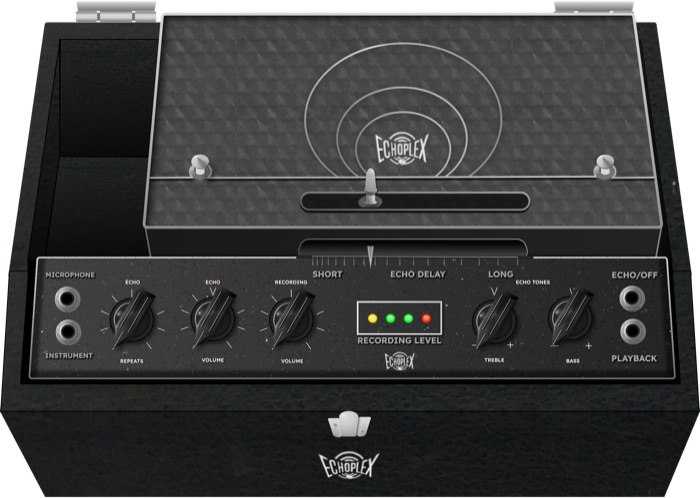 ECHOPLEX
SHORT ECHO DELAY LONG
MICROPHONE
INSTRUMENT
ECHO
REPEATS
ECHO
VOLUME
RECORDING
VOLUME
RECORDING LEVEL
ECHOPLEX
ECHO TONES
TREBLE
+
BASS
+
ECHO/OFF
PLAYBACK
ECHOPLEX